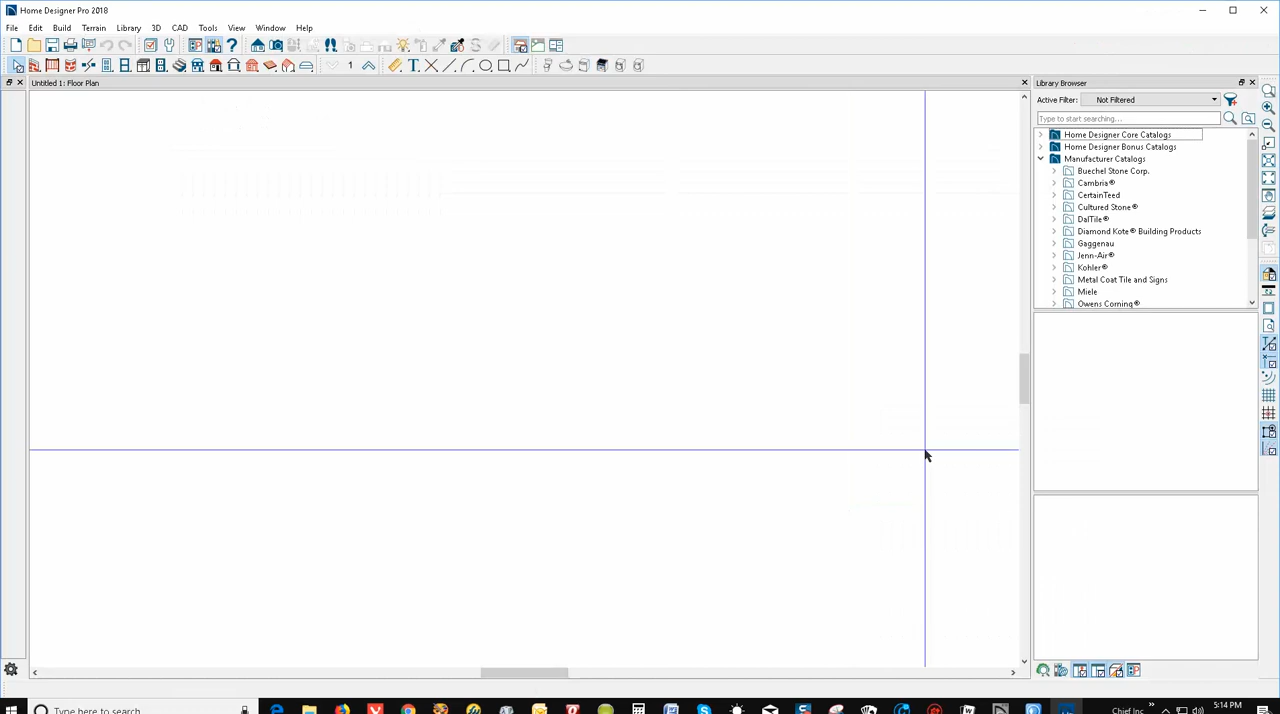 Home Designer Pro 2018
File Edit Build Terrain Library 3D CAD Tools View Window Help
1
Untitled 1: Floor Plan
Library Browser
Active Filter: Not Filtered
Type to start searching...
Home Designer Core Catalogs
Home Designer Bonus Catalogs
Manufacturer Catalogs
Buechel Stone Corp.
Cambria®
CertainTeed
Cultured Stone®
DalTile®
Diamond Kote® Building Products
Gaggenau
Jenn-Air®
Kohler®
Metal Coat Tile and Signs
Miele
Owens Corning®
Type here to search
Chief Inc.
5:14 PM